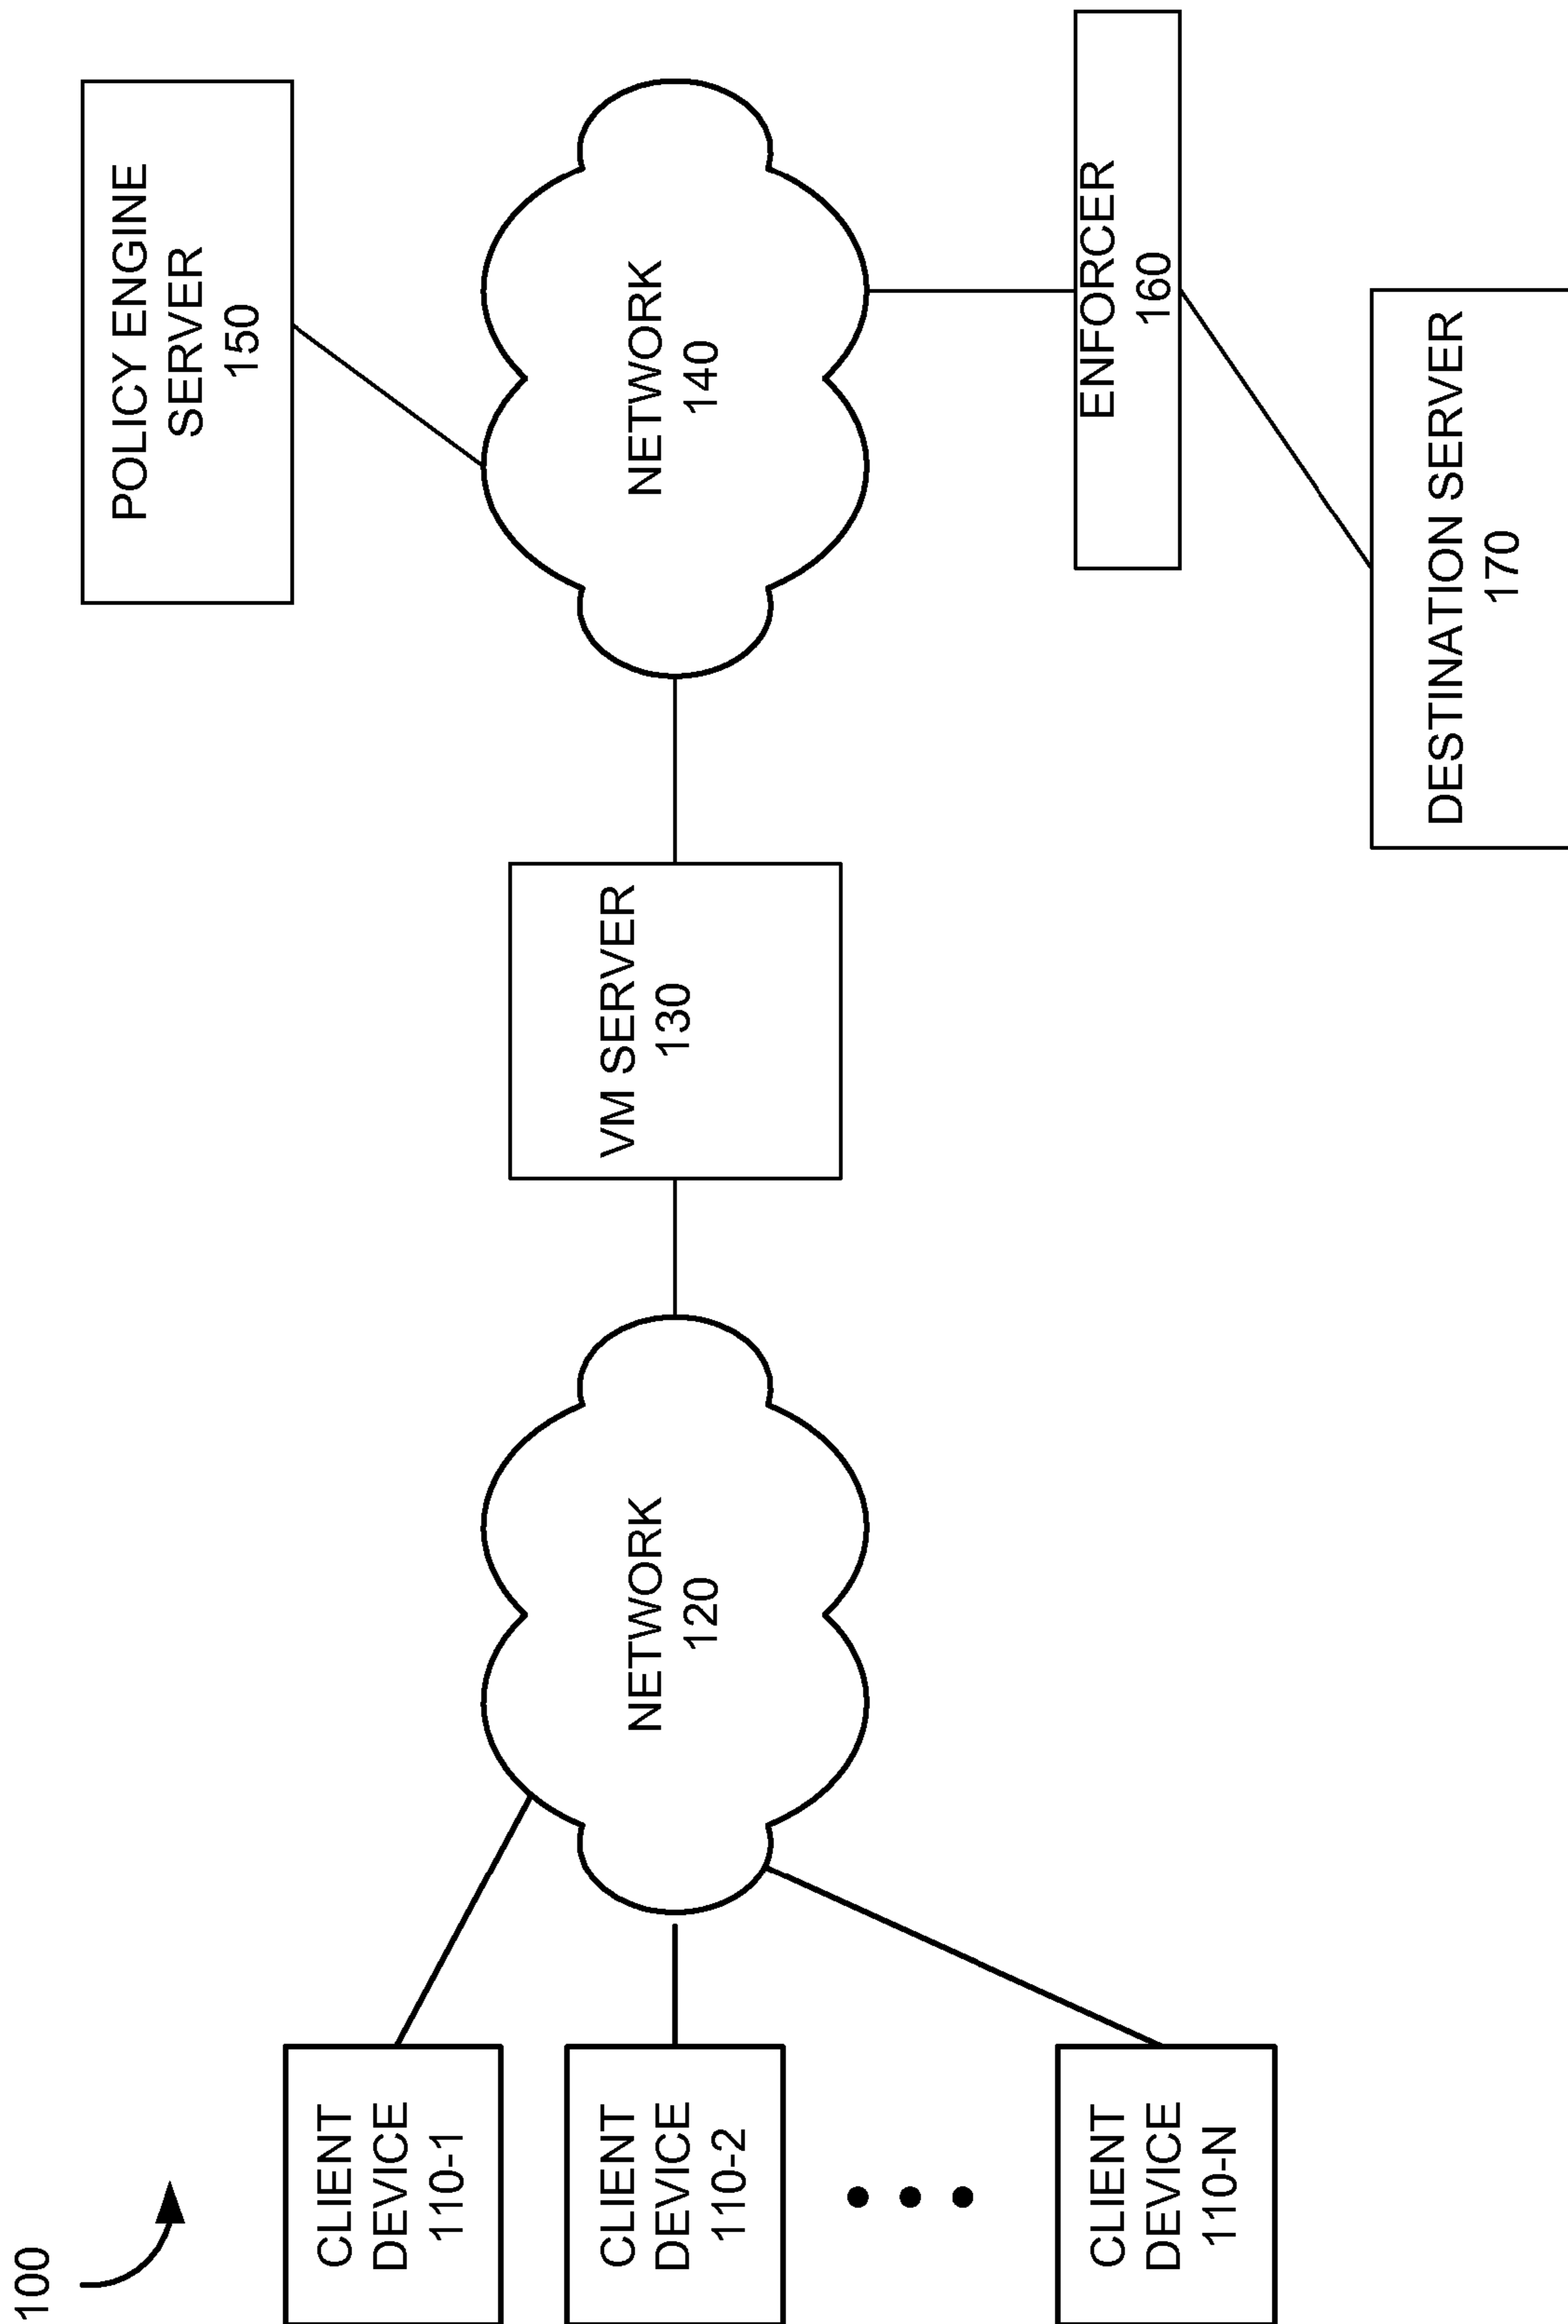 100
CLIENT
DEVICE
110-1
CLIENT
DEVICE
110-2
CLIENT
DEVICE
110-N
NETWORK
120
VM SERVER
130
NETWORK
140
POLICY ENGINE
SERVER
150
ENFORCER
160
DESTINATION SERVER
170